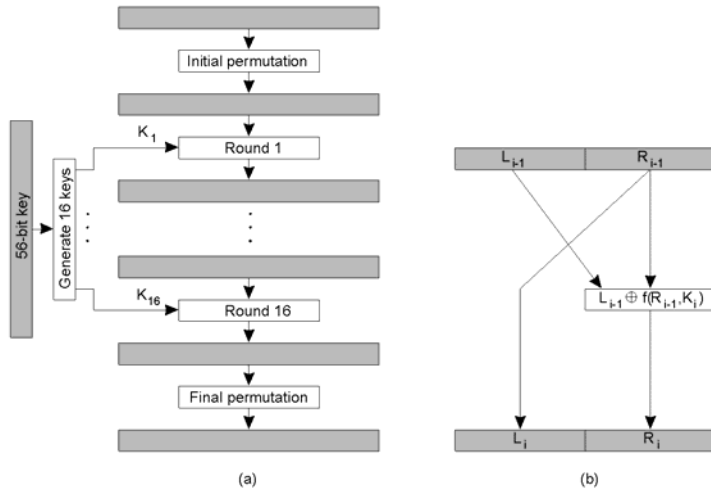 Initial permutation
K1
Round 1
56-bit key
Generate 16 keys
K16
Round 16
Final permutation
(a)
Li-1
Ri-1
Li-1 ⊕ f(Ri-1,Ki)
Li
Ri
(b)